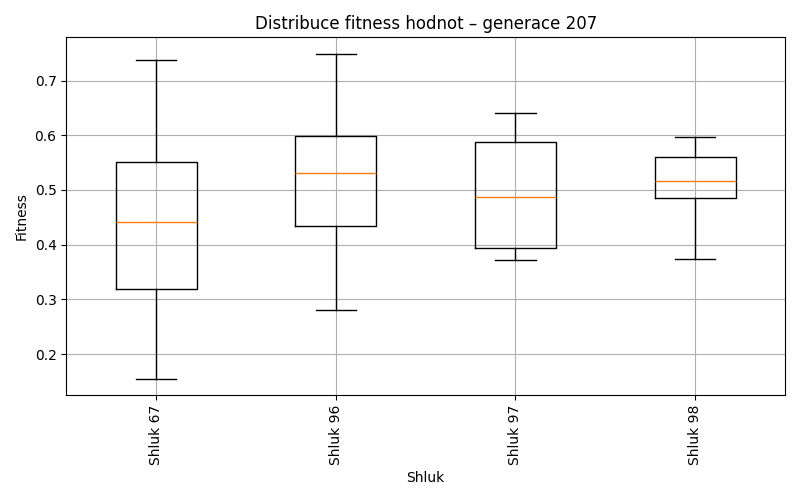 Distribuce fitness hodnot – generace 207
Fitness
0.7
0.6
0.5
0.4
0.3
0.2
Shluk 67
Shluk 96
Shluk 97
Shluk 98
Shluk